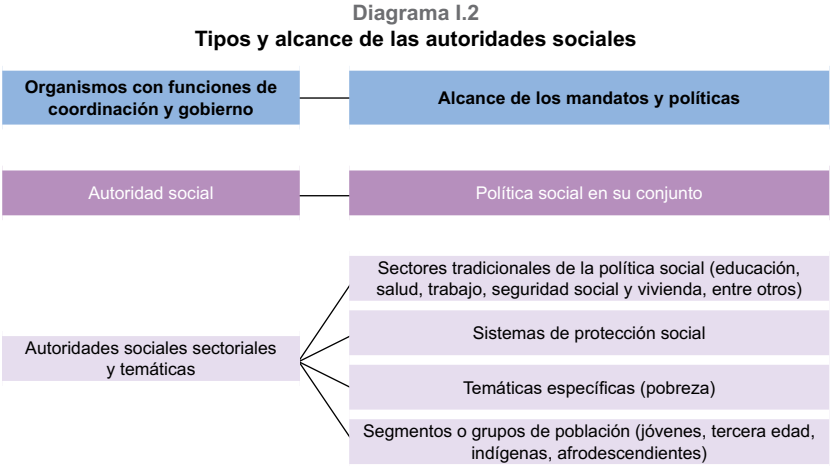 Diagrama I.2
Tipos y alcance de las autoridades sociales
Organismos con funciones de
coordinación y gobierno
Alcance de los mandatos y políticas
Autoridad social
Política social en su conjunto
Autoridades sociales sectoriales
y temáticas
Sectores tradicionales de la política social (educación,
salud, trabajo, seguridad social y vivienda, entre otros)
Sistemas de protección social
Temáticas específicas (pobreza)
Segmentos o grupos de población (jóvenes, tercera edad,
indígenas, afrodescendientes)